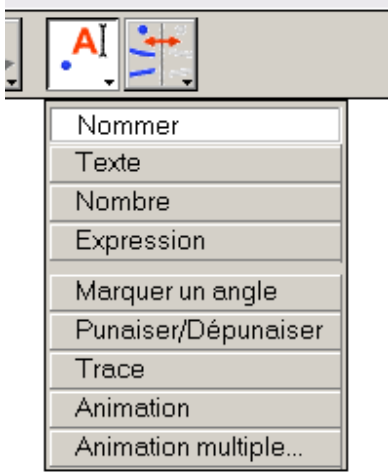 A
Nommer
Texte
Nombre
Expression
Marquer un angle
Punaiser/Dépunaiser
Trace
Animation
Animation multiple...